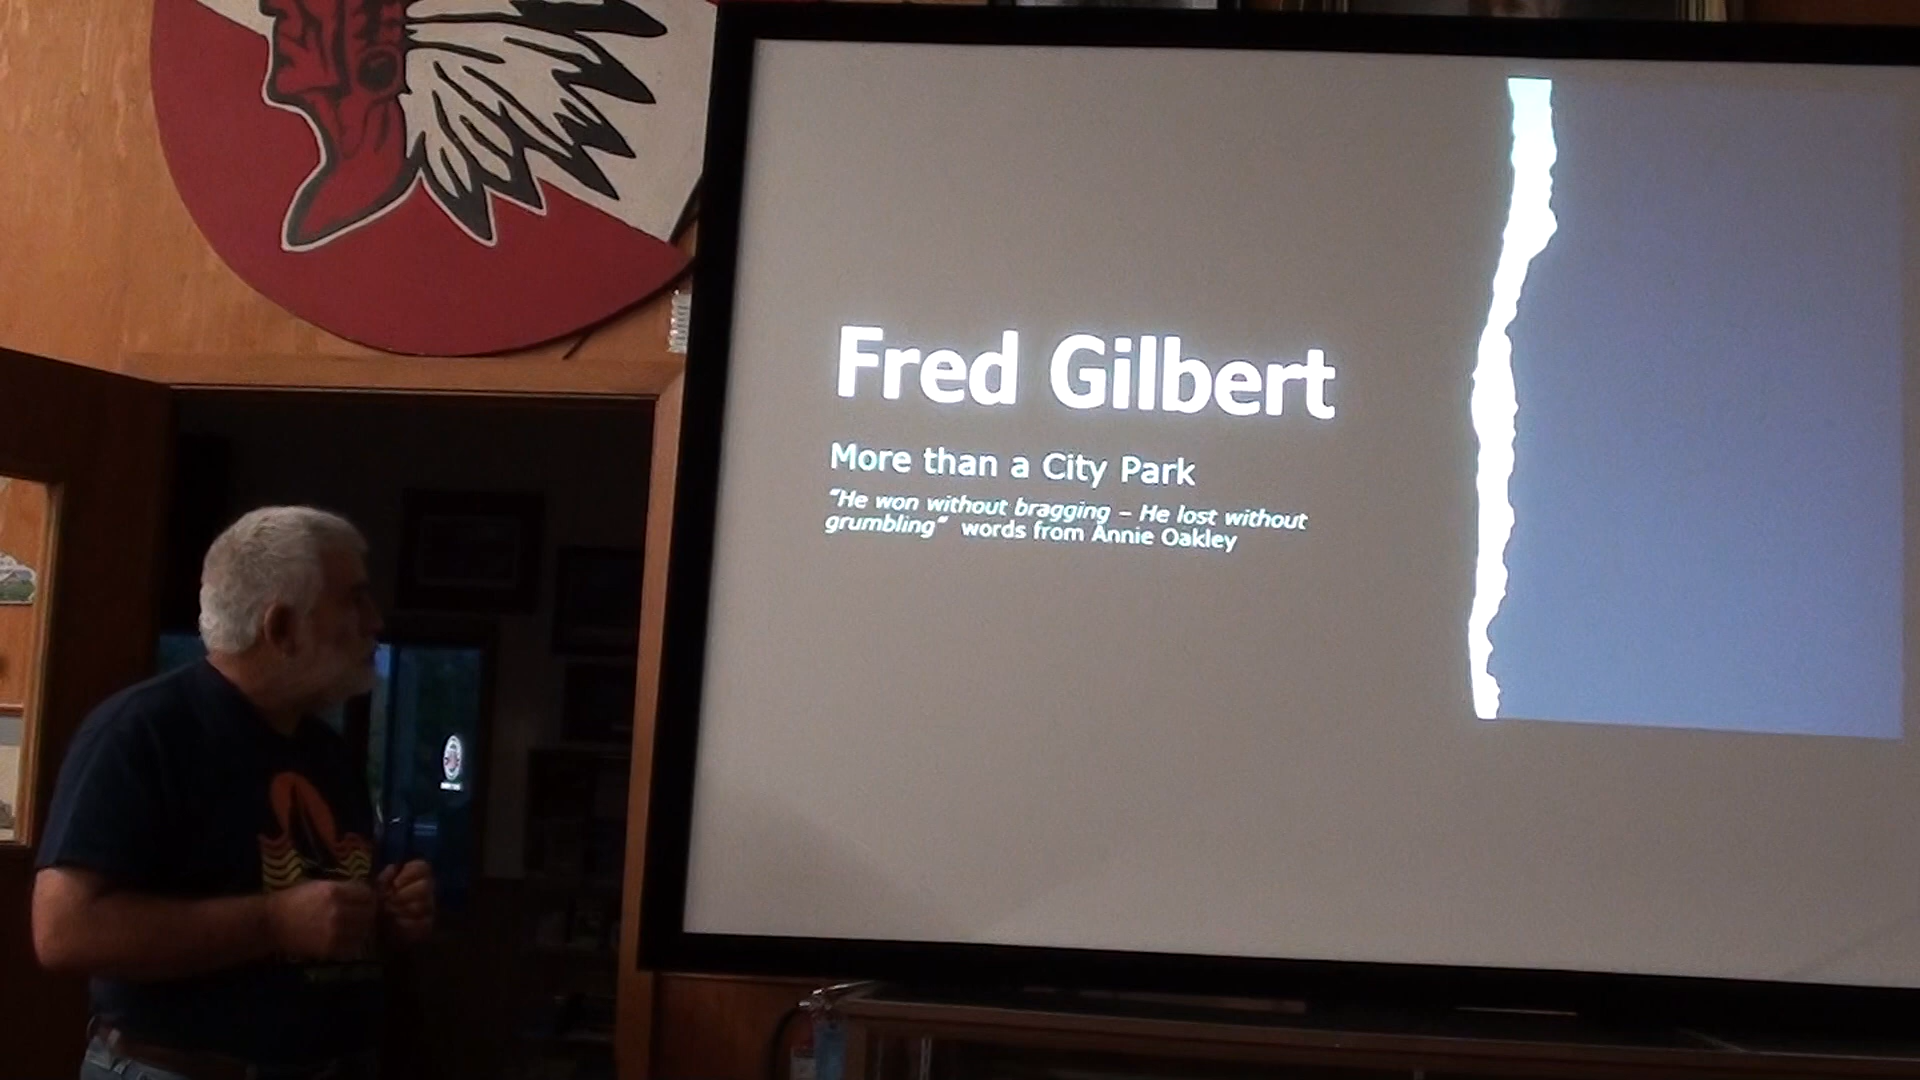 Fred Gilbert
More than a City Park
“He won without bragging – He lost without
grumbling“ words from Annie Oakley